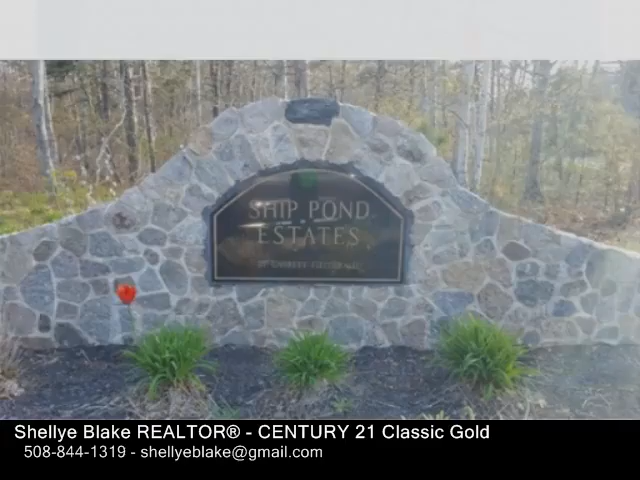 SHIP POND
ESTATES
Shellye Blake REALTOR® - CENTURY 21 Classic Gold
508-844-1319 - shellyeblake@gmail.com